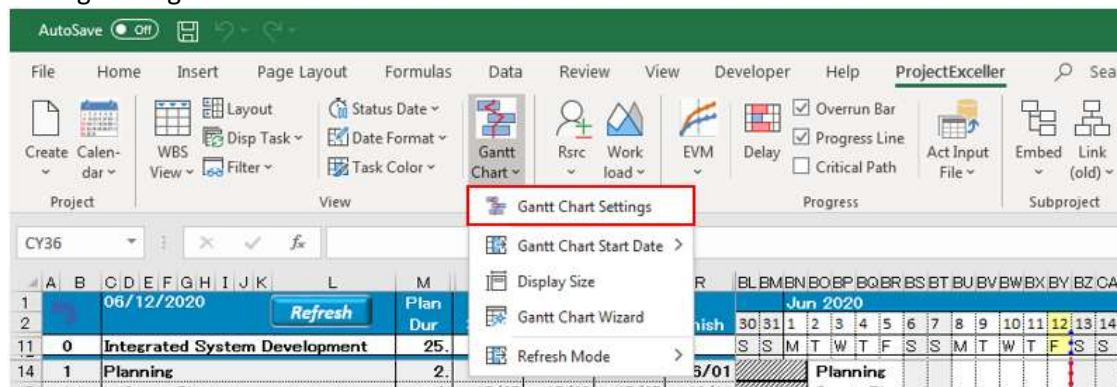 AutoSave Off
File Home Insert Page Layout Formulas Data Review View Developer Help ProjectExceller Sea
Layout Status Date Overrun Bar
Disp Task Date Format Progress Line
Filter Task Color Critical Path
Create Calen- WBS Gantt Rsrc Work EVM Delay Act Input Embed Link
dar View Chart load File (old)
Project View Progress Subproject
Gantt Chart Settings
CY36 fx
Gantt Chart Start Date >
A B C D E F G H I J K L M R BL BM BN BO BP BQ BR BS BT BU BV BW BX BY BZ CA
Display Size
1 06/12/2020 Refresh Plan Jun 2020
2 Dur nish 30 31 1 2 3 4 5 6 7 8 9 10 11 12 13 14
Gantt Chart Wizard
11 0 Integrated System Development 25. S S M T W T F S S M T W T F S S
Refresh Mode >
14 1 Planning 2. 6/01 Planning